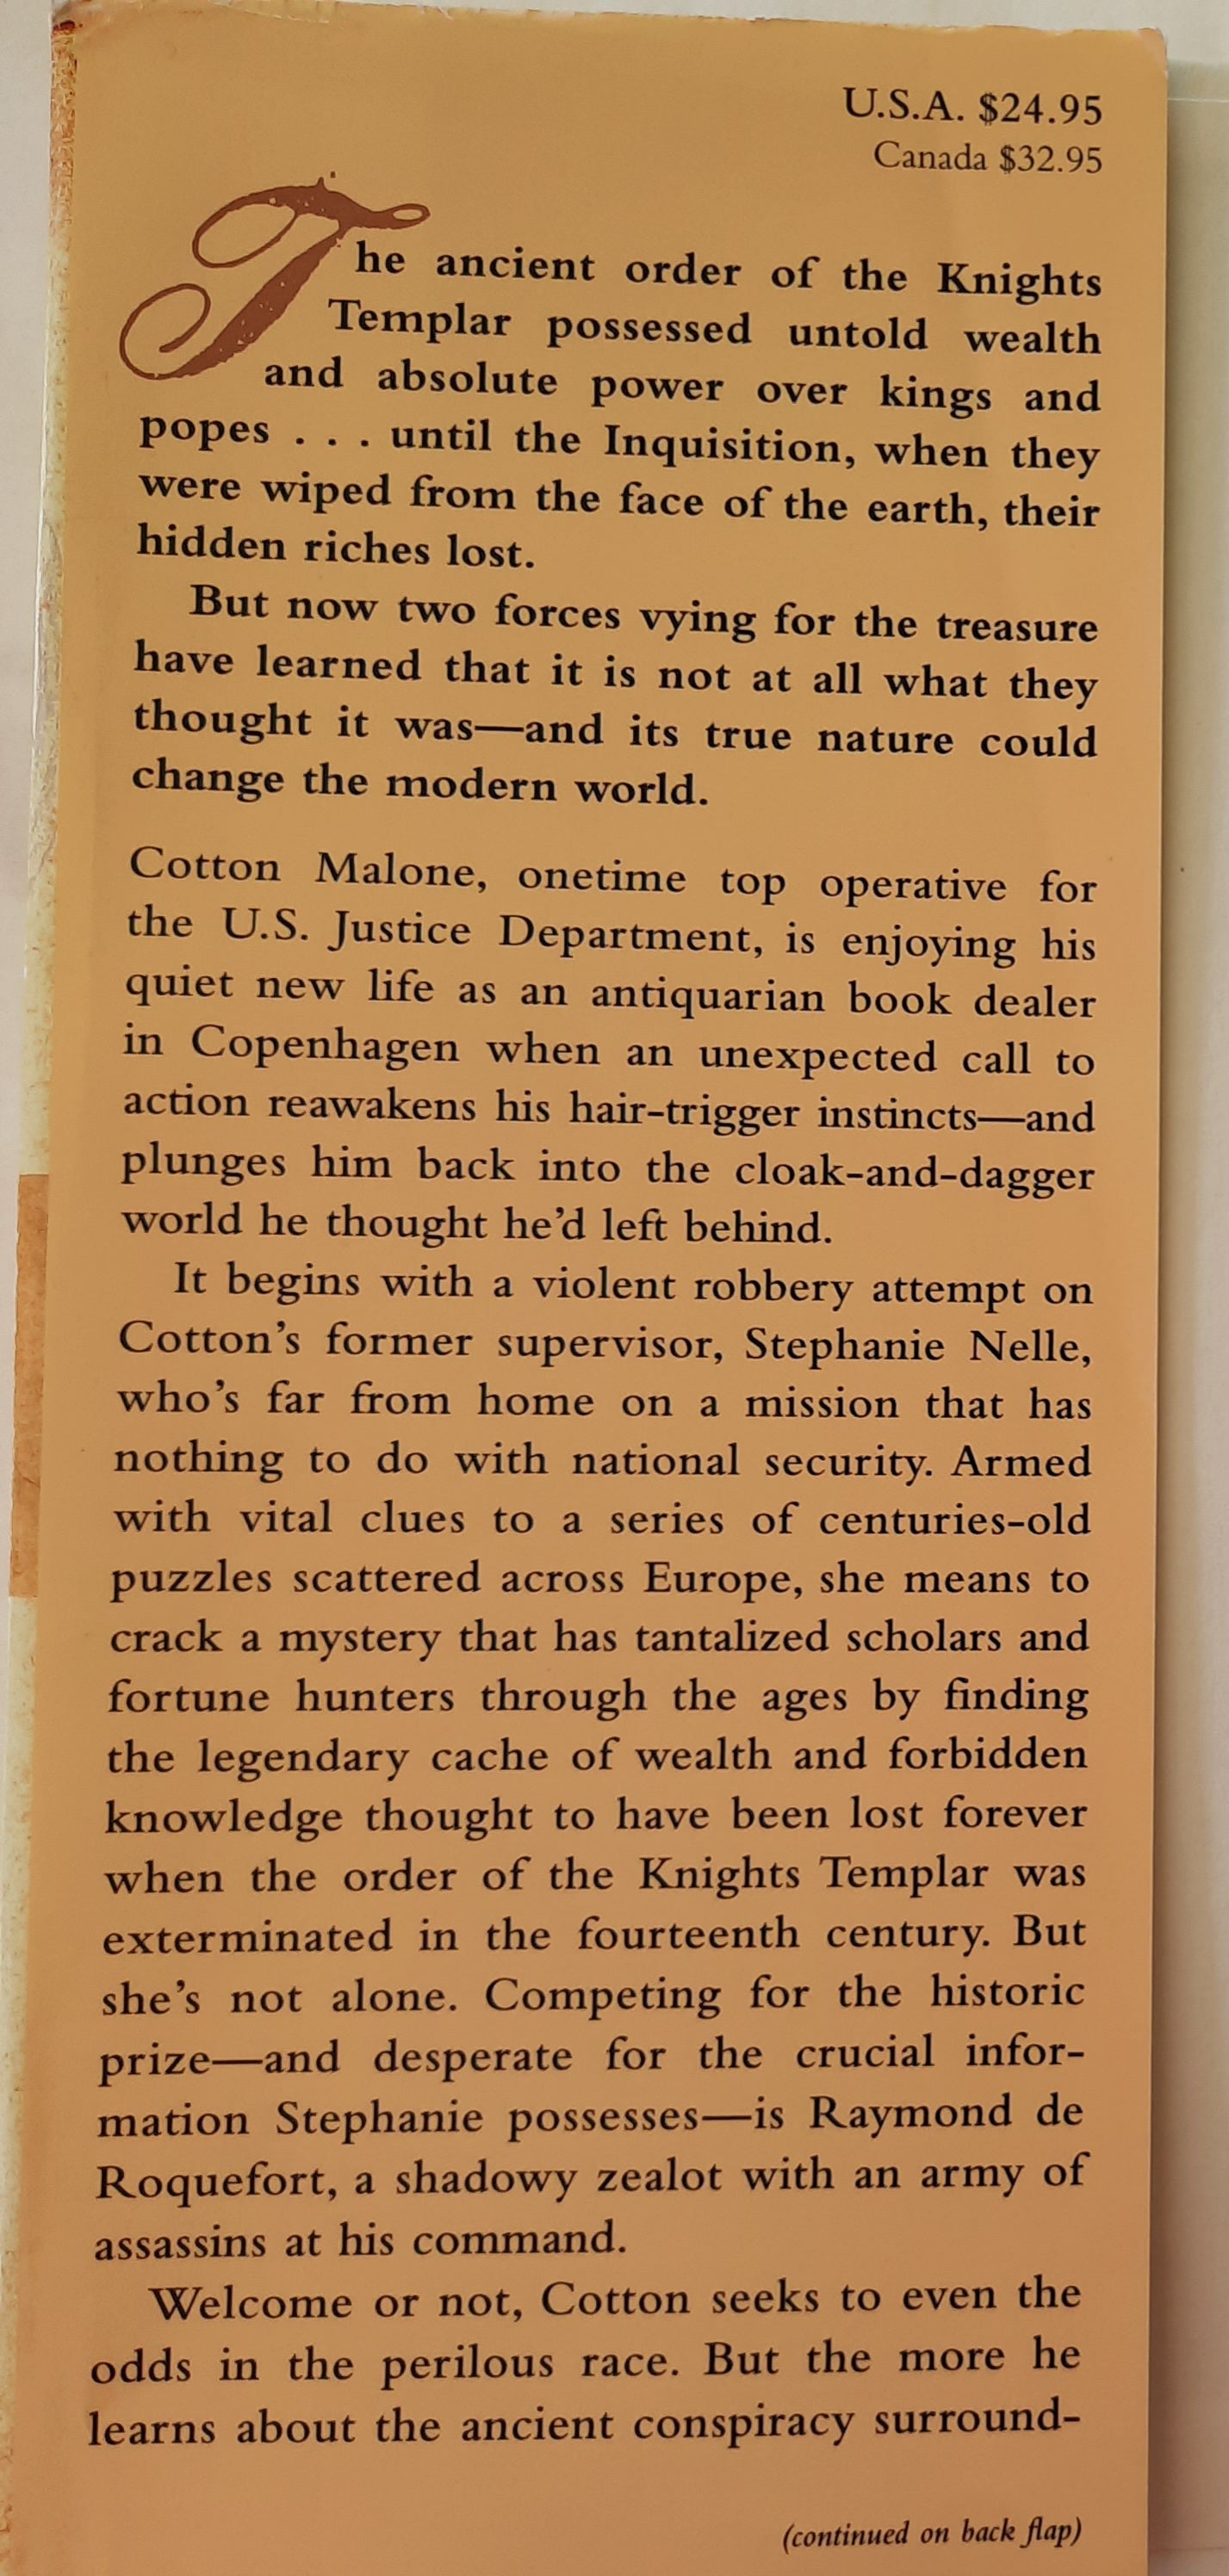 U.S.A. $24.95
Canada $32.95
The ancient order of the Knights
Templar possessed untold wealth
and absolute power over kings and
popes . . . until the Inquisition, when they
were wiped from the face of the earth, their
hidden riches lost.
But now two forces vying for the treasure
have learned that it is not at all what they
thought it was—and its true nature could
change the modern world.
Cotton Malone, onetime top operative for
the U.S. Justice Department, is enjoying his
quiet new life as an antiquarian book dealer
in Copenhagen when an unexpected call to
action reawakens his hair-trigger instincts—and
plunges him back into the cloak-and-dagger
world he thought he’d left behind.
It begins with a violent robbery attempt on
Cotton’s former supervisor, Stephanie Nelle,
who’s far from home on a mission that has
nothing to do with national security. Armed
with vital clues to a series of centuries-old
puzzles scattered across Europe, she means to
crack a mystery that has tantalized scholars and
fortune hunters through the ages by finding
the legendary cache of wealth and forbidden
knowledge thought to have been lost forever
when the order of the Knights Templar was
exterminated in the fourteenth century. But
she’s not alone. Competing for the historic
prize—and desperate for the crucial infor-
mation Stephanie possesses—is Raymond de
Roquefort, a shadowy zealot with an army of
assassins at his command.
Welcome or not, Cotton seeks to even the
odds in the perilous race. But the more he
learns about the ancient conspiracy surround-
(continued on back flap)